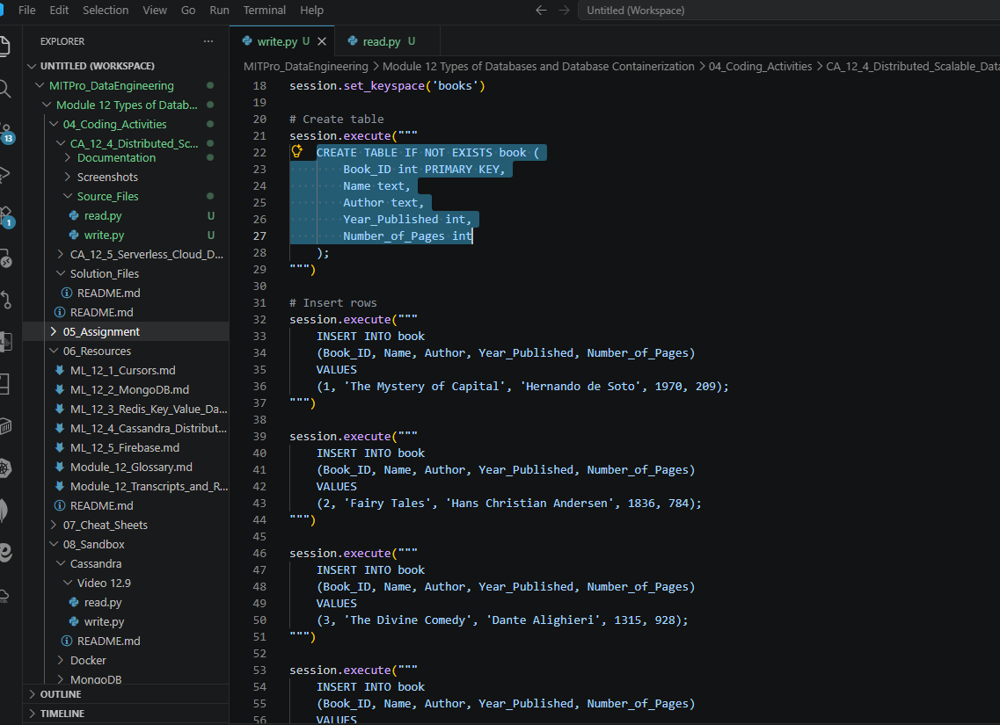 File Edit Selection View Go Run Terminal Help
Untitled (Workspace)
EXPLORER
UNTITLED (WORKSPACE)
MITPro_DataEngineering
Module 12 Types of Datab...
04_Coding_Activities
CA_12_4_Distributed_Sc...
Documentation
Screenshots
Source_Files
read.py U
write.py U
CA_12_5_Serverless_Cloud_D...
Solution_Files
README.md
README.md
05_Assignment
06_Resources
ML_12_1_Cursors.md
ML_12_2_MongoDB.md
ML_12_3_Redis_Key_Value_Da...
ML_12_4_Cassandra_Distribut...
ML_12_5_Firebase.md
Module_12_Glossary.md
Module_12_Transcripts_and_R...
README.md
07_Cheat_Sheets
08_Sandbox
Cassandra
Video 12.9
read.py
write.py
README.md
Docker
MongoDB
OUTLINE
TIMELINE
13
1
write.py U
read.py U
MITPro_DataEngineering > Module 12 Types of Databases and Database Containerization > 04_Coding_Activities > CA_12_4_Distributed_Scalable_Data
18 session.set_keyspace('books')
19
20 # Create table
21 session.execute("""
22 CREATE TABLE IF NOT EXISTS book (
23 Book_ID int PRIMARY KEY,
24 Name text,
25 Author text,
26 Year_Published int,
27 Number_of_Pages int
28 );
29 """)
30
31 # Insert rows
32 session.execute("""
33 INSERT INTO book
34 (Book_ID, Name, Author, Year_Published, Number_of_Pages)
35 VALUES
36 (1, 'The Mystery of Capital', 'Hernando de Soto', 1970, 209);
37 """)
38
39 session.execute("""
40 INSERT INTO book
41 (Book_ID, Name, Author, Year_Published, Number_of_Pages)
42 VALUES
43 (2, 'Fairy Tales', 'Hans Christian Andersen', 1836, 784);
44 """)
45
46 session.execute("""
47 INSERT INTO book
48 (Book_ID, Name, Author, Year_Published, Number_of_Pages)
49 VALUES
50 (3, 'The Divine Comedy', 'Dante Alighieri', 1315, 928);
51 """)
52
53 session.execute("""
54 INSERT INTO book
55 (Book_ID, Name, Author, Year_Published, Number_of_Pages)
56 VALUES